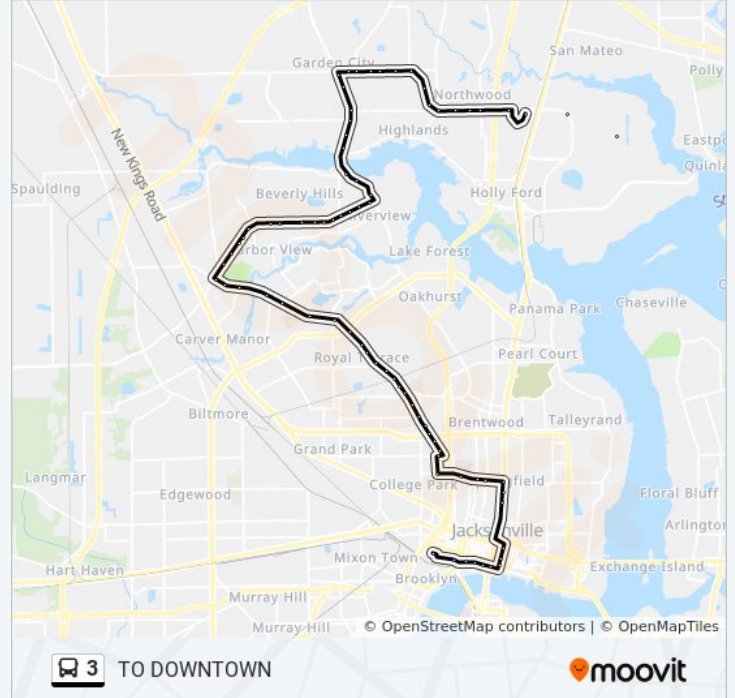 San Mateo
Garden City
Polly
Northwood
Highlands
Eastpo
Quinla
New Kings Road
Spaulding
Beverly Hills
Holly Ford
Riverview
Harbor View
Lake Forest
Oakhurst
Chaseville
Panama Park
Carver Manor
Royal Terrace
Pearl Court
Biltmore
Brentwood
Talleyrand
Grand Park
Langmar
College Park
field
Edgewood
Floral Bluff
Jacksonville
Arlington
Mixon Town
Hart Haven
Exchange Island
Brooklyn
Murray Hill
Murray Hill
© OpenStreetMap contributors | © OpenMapTiles
3 TO DOWNTOWN
moovit